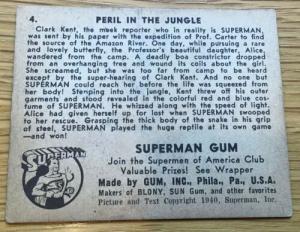 4.
PERIL IN THE JUNGLE
Clark Kent, the meek reporter who in reality is SUPERMAN,
was sent by his paper with the expedition of Prof. Carter to find
the source of the Amazon River. One day, while pursuing a rare
and lovely butterfly, the Professor's beautiful daughter, Alice,
wandered from the camp. A deadly boa constrictor dropped
from an overhanging tree and wound its coils about the girl.
She screamed, but she was too far from camp to be heard
except by the super-hearing of Clark Kent. And no one but
SUPERMAN could reach her before the life was squeezed from
her body! Stepping into the jungle, Kent threw off his outer
garments and stood revealed in the colorful red and blue cos-
tume of SUPERMAN. He whizzed along with the speed of light.
Alice had given herself up for lost when SUPERMAN swooped
to her rescue. Grasping the thick body of the snake in his grip
of steel, SUPERMAN played the huge reptile at its own game
—and won!
SUPERMAN
SUPERMAN GUM
Join the Supermen of America Club
Valuable Prizes! See Wrapper
Made by GUM, INC., Phila., Pa., U.S.A.
Makers of BLONY, SUN Gum, and other favorites
Picture and Text Copyright 1940, Superman, Inc.